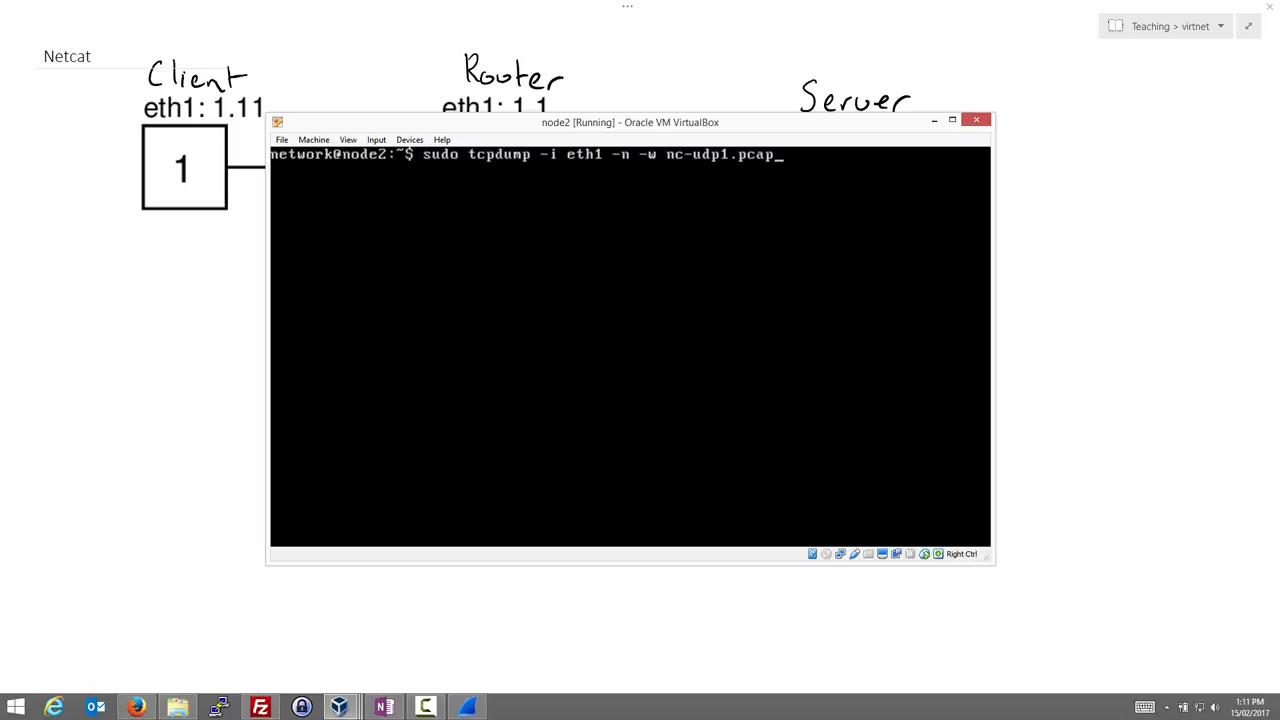 Teaching > virtnet
Netcat
Client
Router
Server
eth1: 1.11
eth1: 1.1
1
node2 [Running] - Oracle VM VirtualBox
File Machine View Input Devices Help
network@node2:~$ sudo tcpdump -i eth1 -n -w nc-udp1.pcap_
Right Ctrl
1:11 PM
15/02/2017